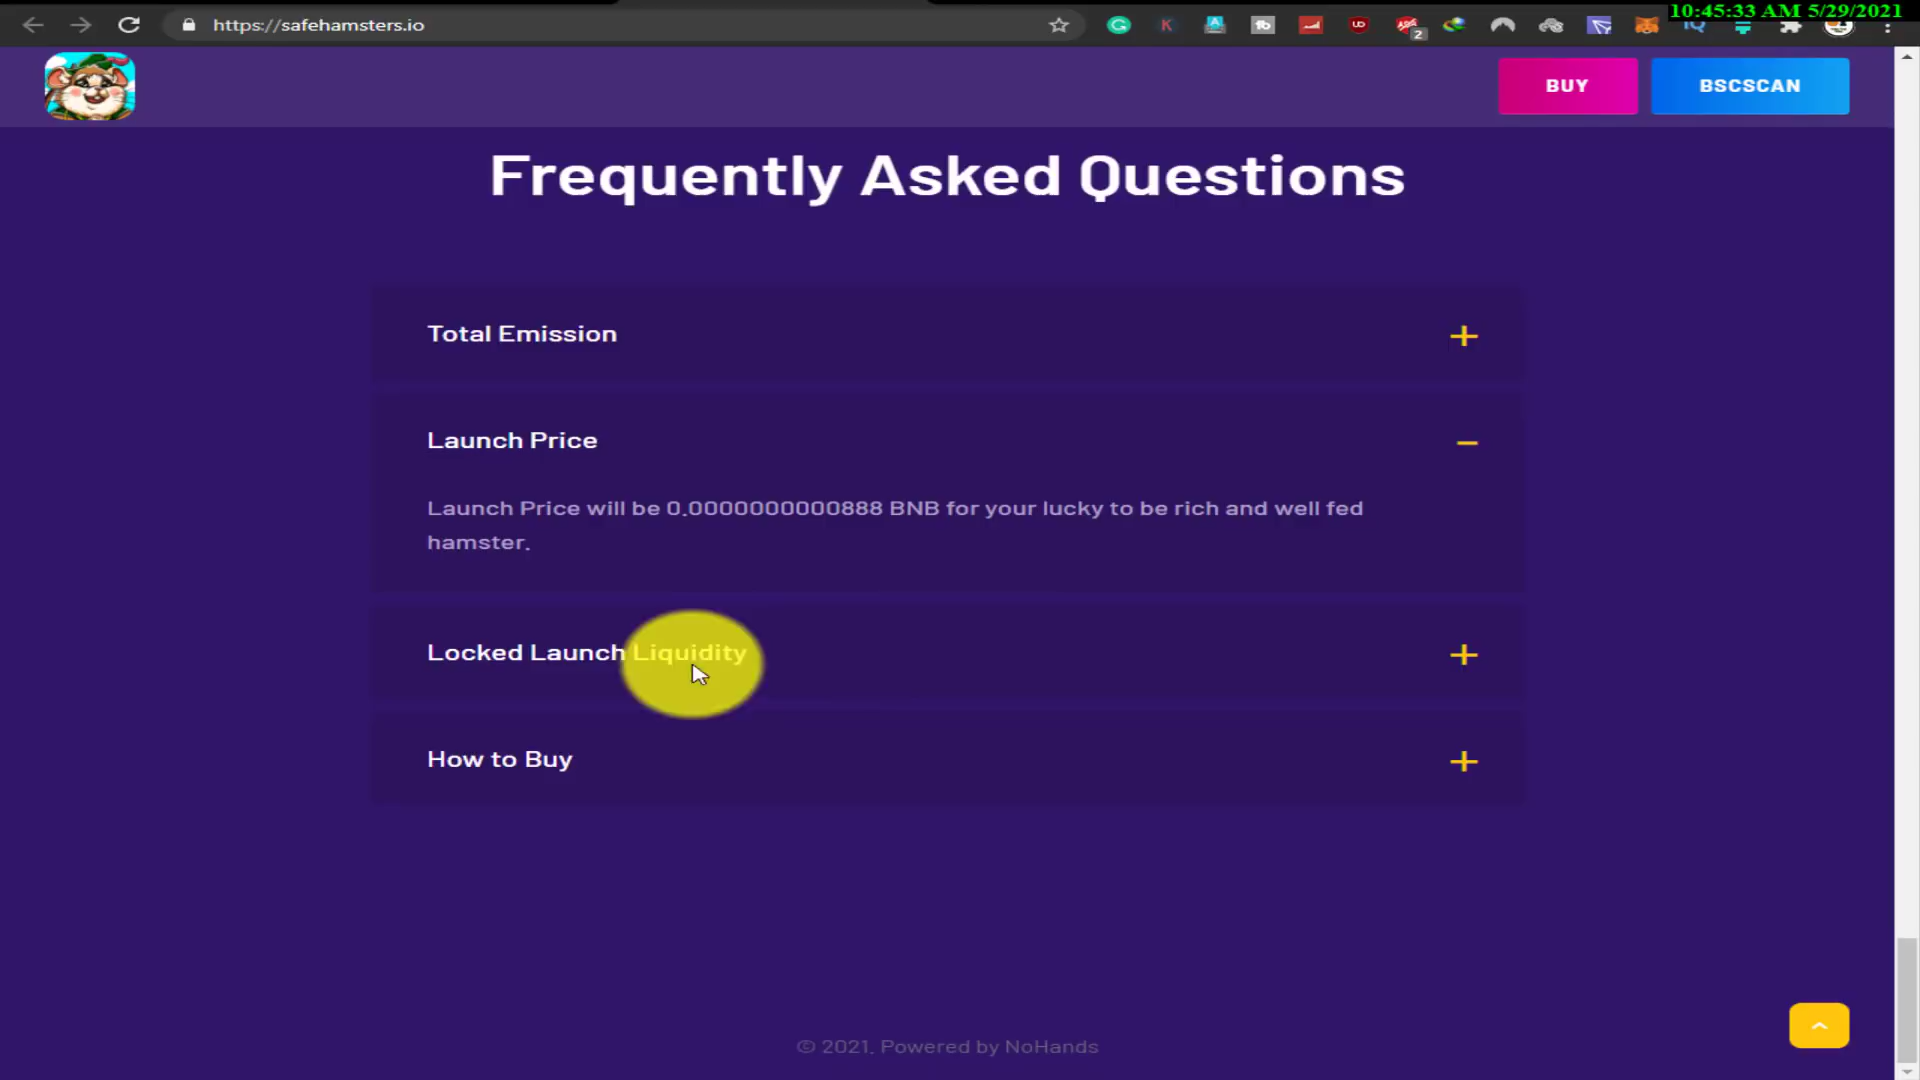 10:45:33 AM 5/29/2021
https://safehamsters.io
2
BUY
BSCSCAN
Frequently Asked Questions
Total Emission
Launch Price
Launch Price will be 0.0000000000888 BNB for your lucky to be rich and well fed
hamster.
Locked Launch Liquidity
How to Buy
© 2021. Powered by NoHands